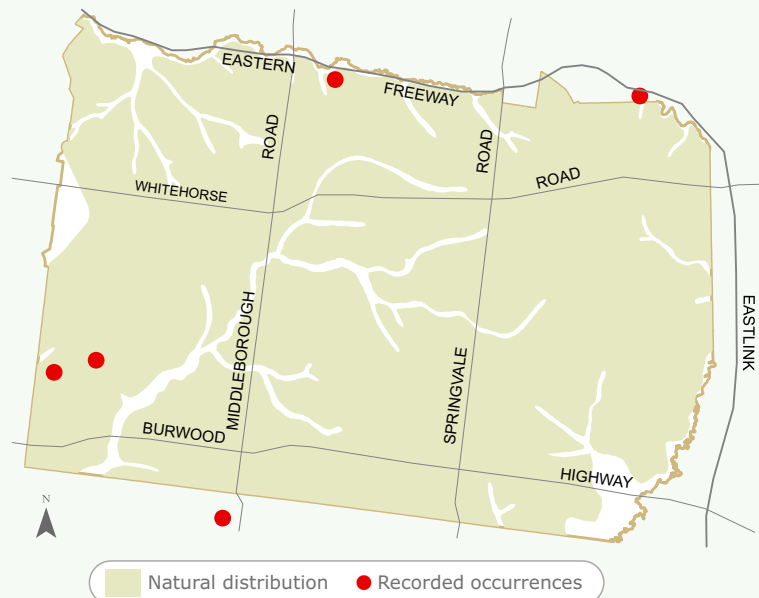 EASTERN
FREEWAY
ROAD
ROAD
ROAD
WHITEHORSE
EASTLINK
MIDDLEBOROUGH
SPRINGVALE
BURWOOD
HIGHWAY
N
Natural distribution
Recorded occurrences